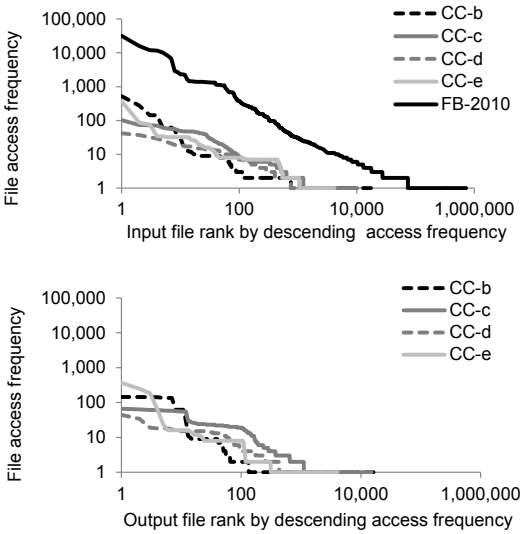 CC-b
CC-c
CC-d
CC-e
FB-2010
File access frequency
100,000
10,000
1,000
100
10
1
1
100
10,000
1,000,000
Input file rank by descending access frequency
CC-b
CC-c
CC-d
CC-e
File access frequency
100,000
10,000
1,000
100
10
1
1
100
10,000
1,000,000
Output file rank by descending access frequency